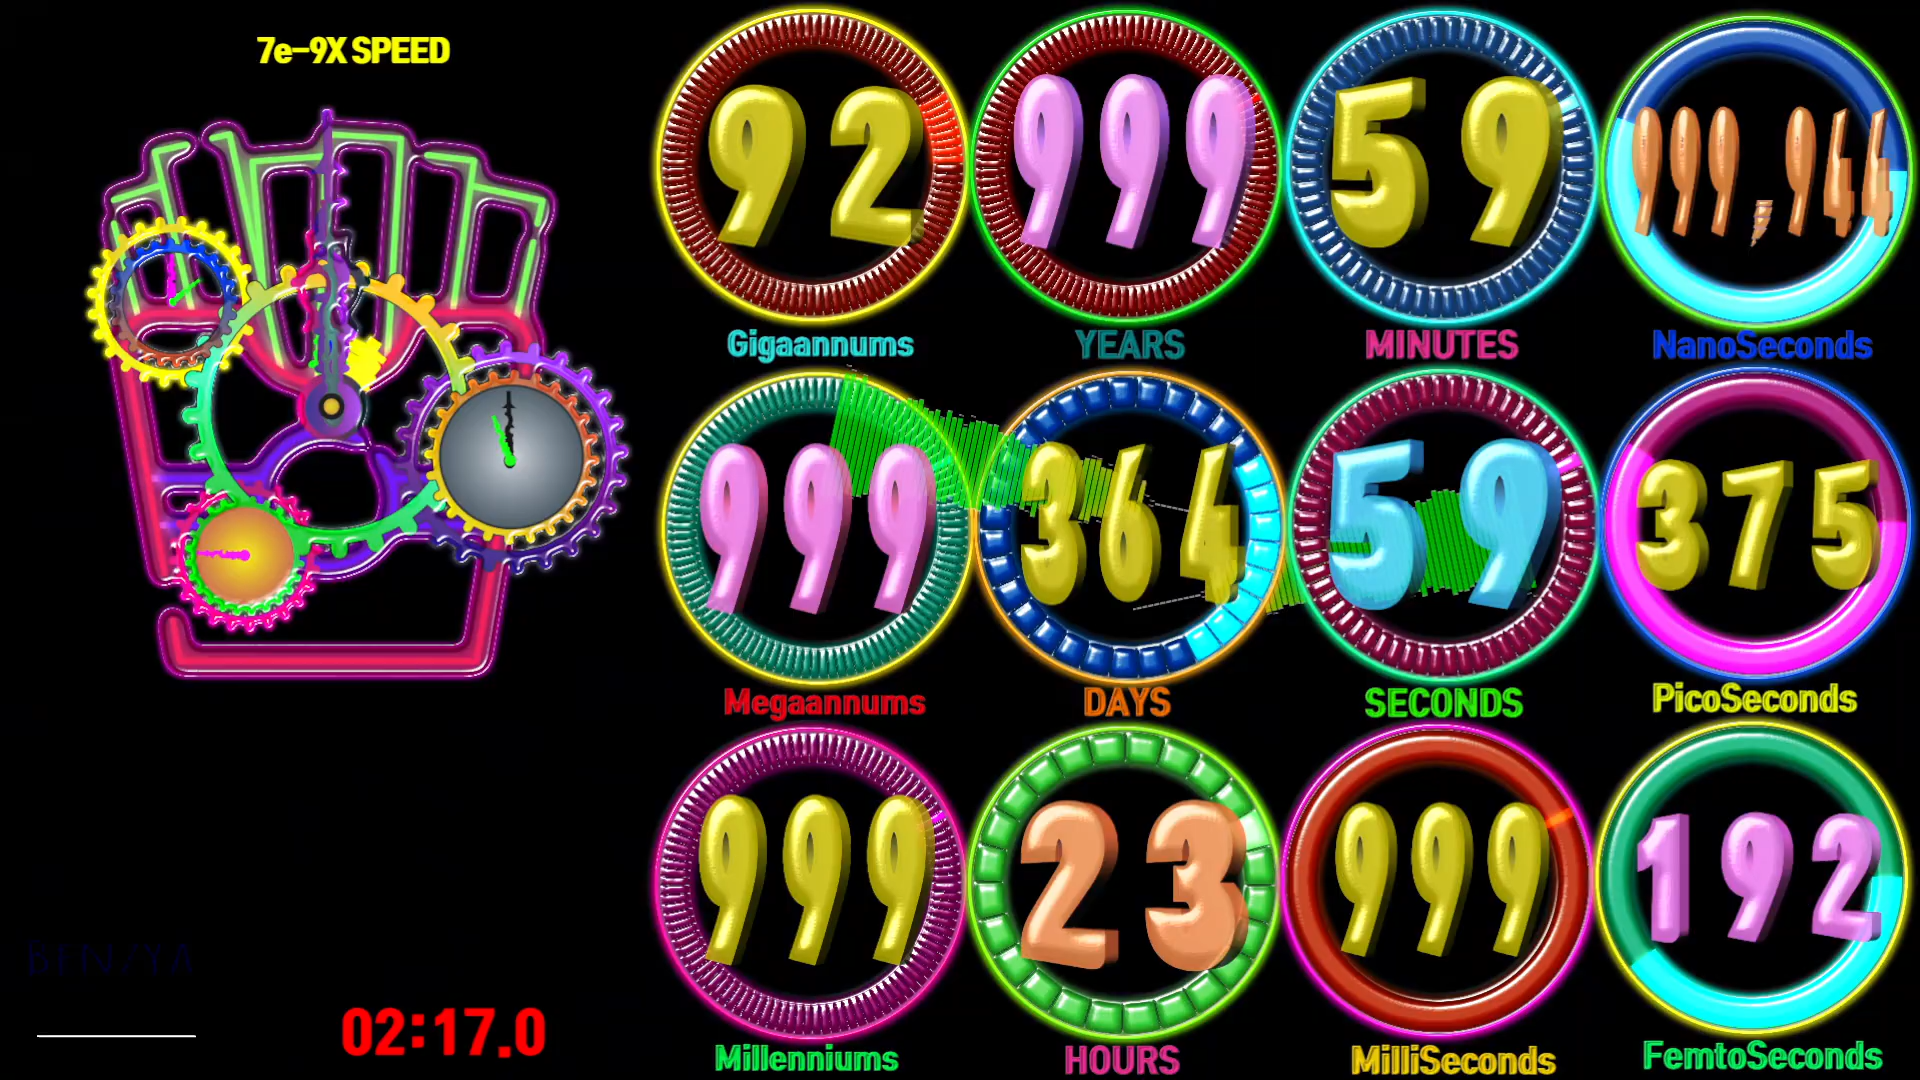 7e-9X SPEED
92
Gigaannums
999
YEARS
59
MINUTES
999,944
NanoSeconds
999
Megaannums
364
DAYS
59
SECONDS
375
PicoSeconds
999
Millenniums
23
HOURS
999
MilliSeconds
192
FemtoSeconds
02:17.0